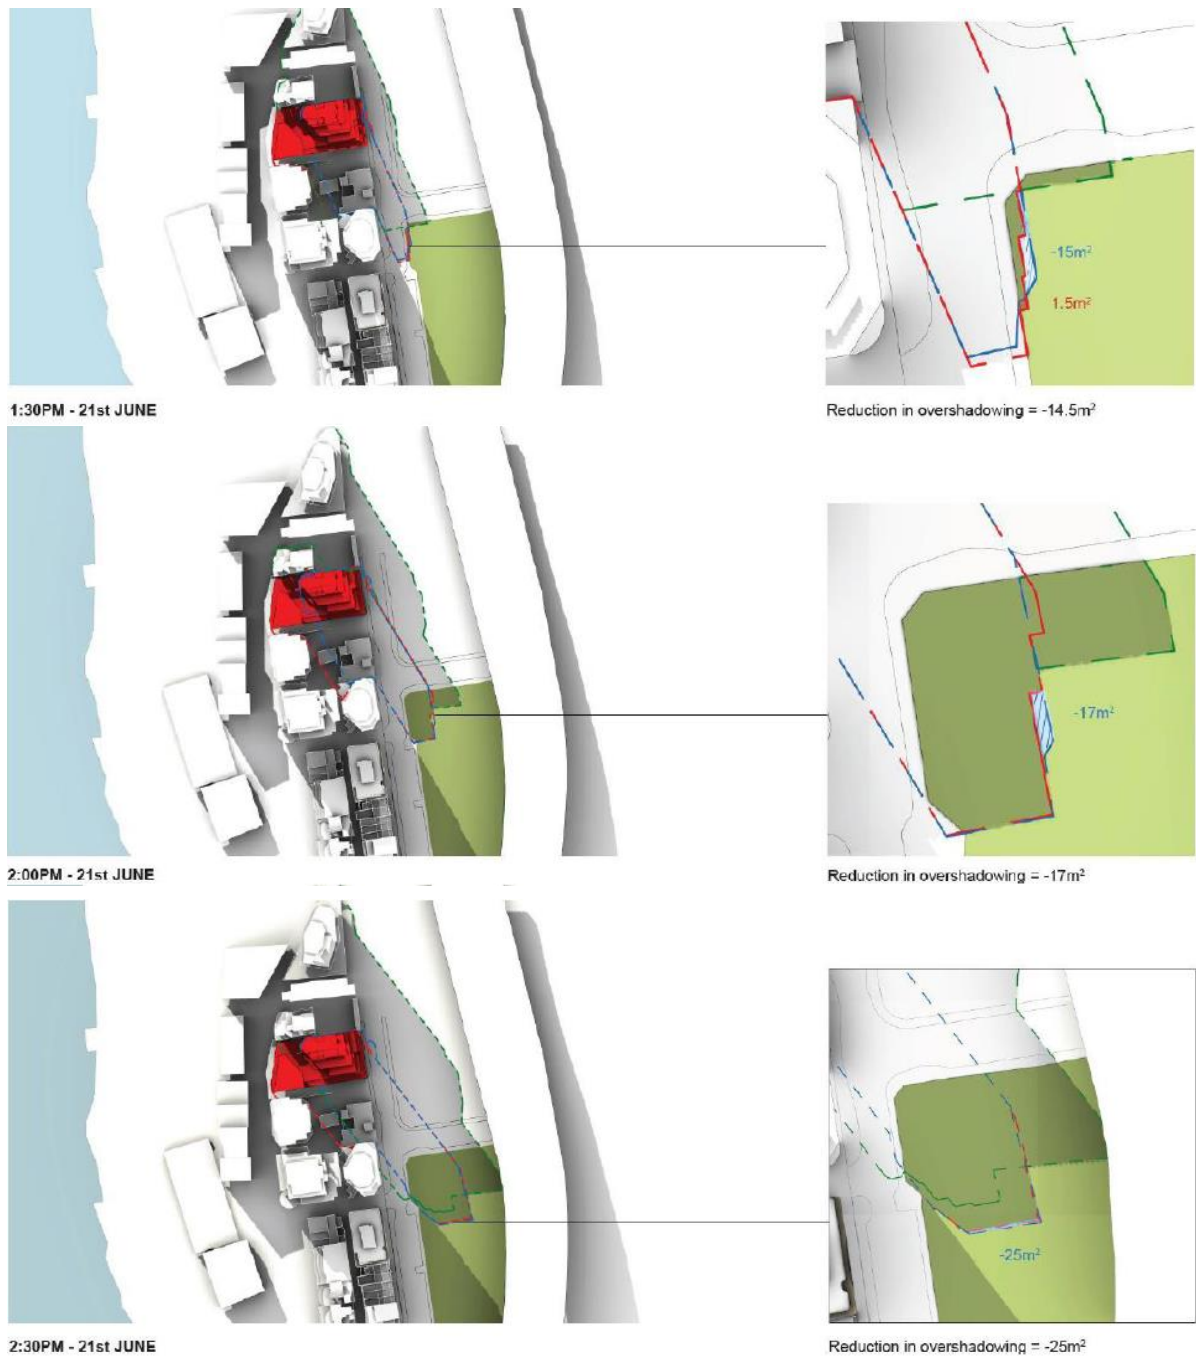 -15m²
1.5m²
1:30PM - 21st JUNE
Reduction in overshadowing = -14.5m²
-17m²
2:00PM - 21st JUNE
Reduction in overshadowing = -17m²
-25m²
2:30PM - 21st JUNE
Reduction in overshadowing = -25m²